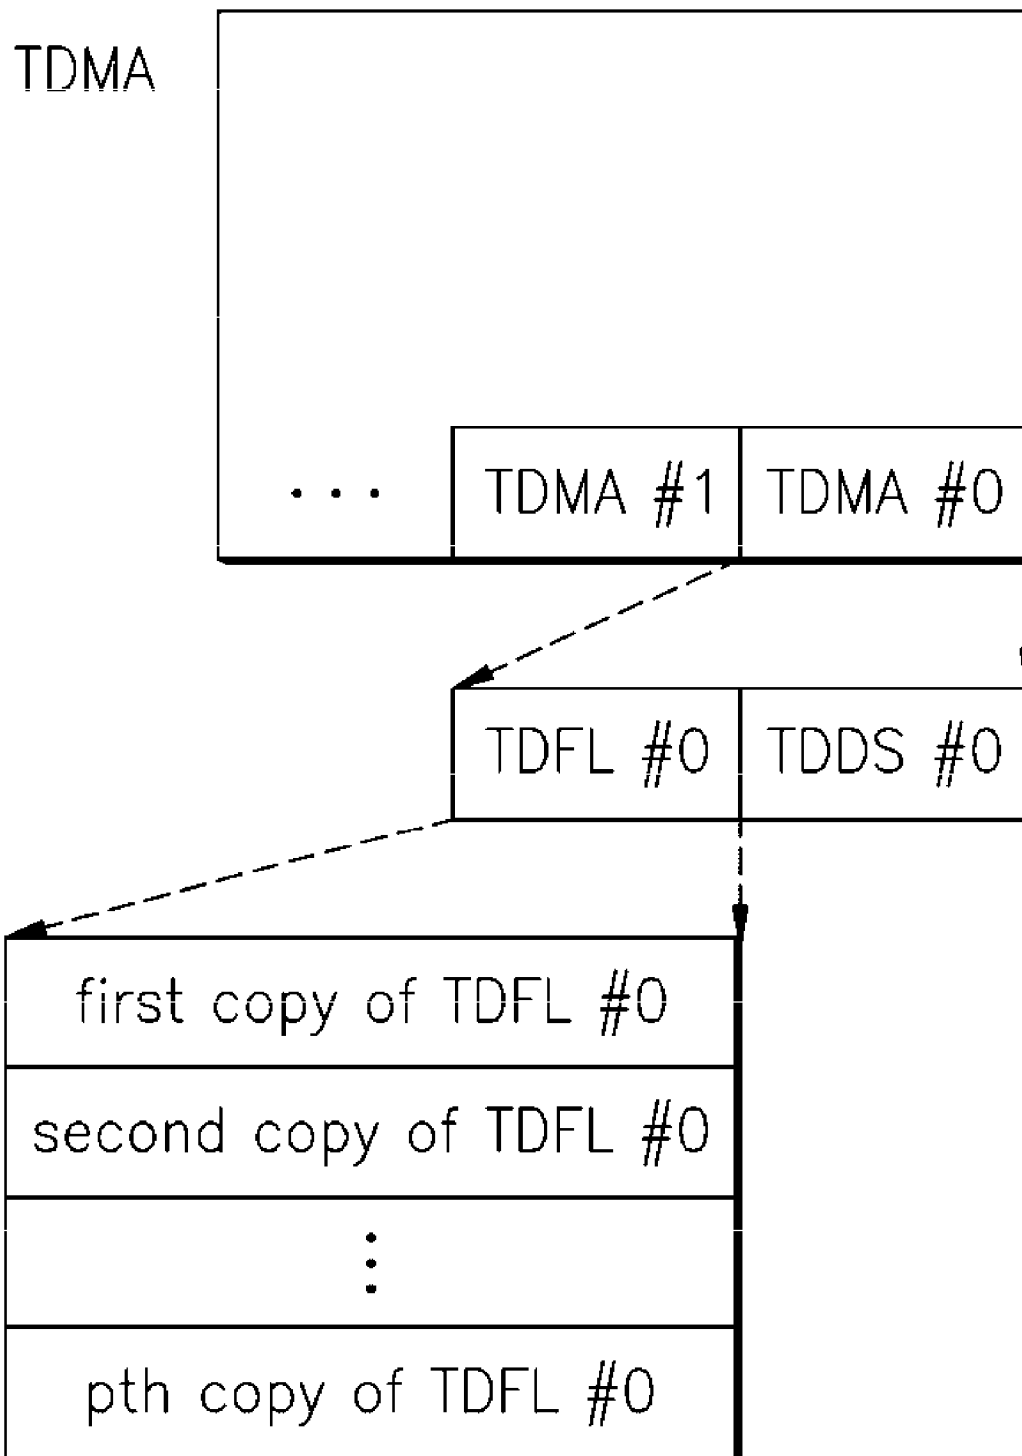 TDMA
... TDMA #1 TDMA #0
TDFL #0 TDDS #0
first copy of TDFL #0
second copy of TDFL #0
⋮
pth copy of TDFL #0